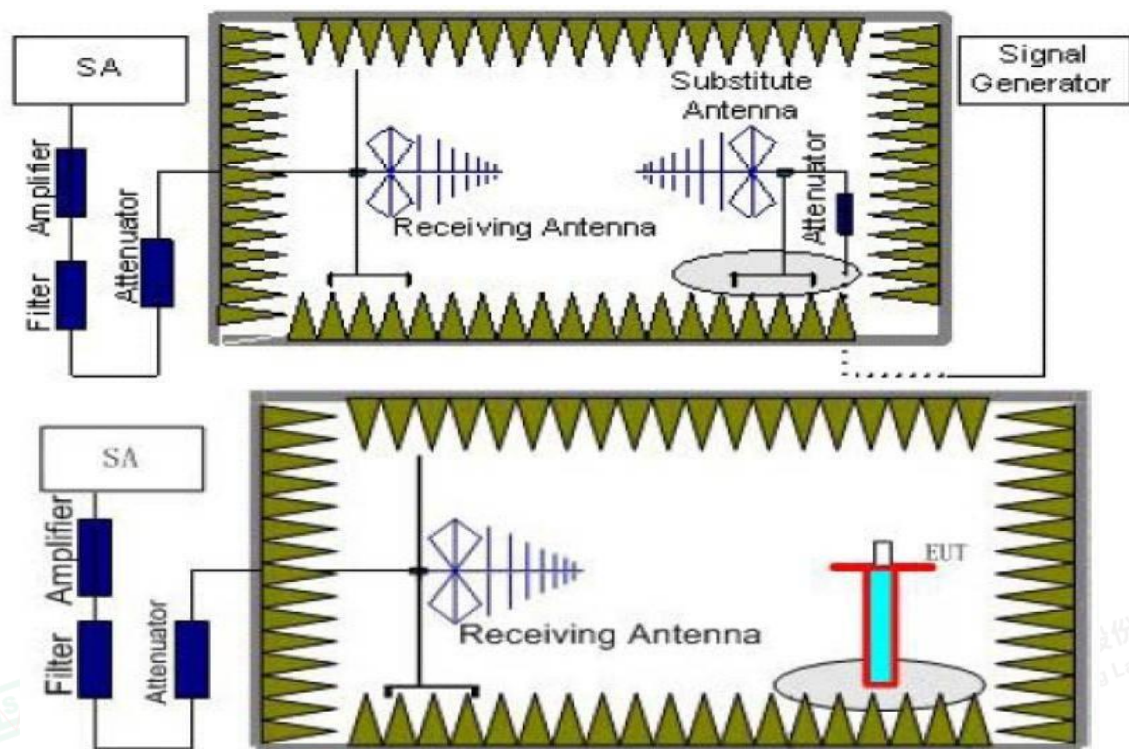 SA
Signal
Generator
Substitute
Antenna
Amplifier
Attenuator
Attenuator
Receiving Antenna
Filter
SA
Amplifier
EUT
Receiving Antenna
Filter
Attenuator